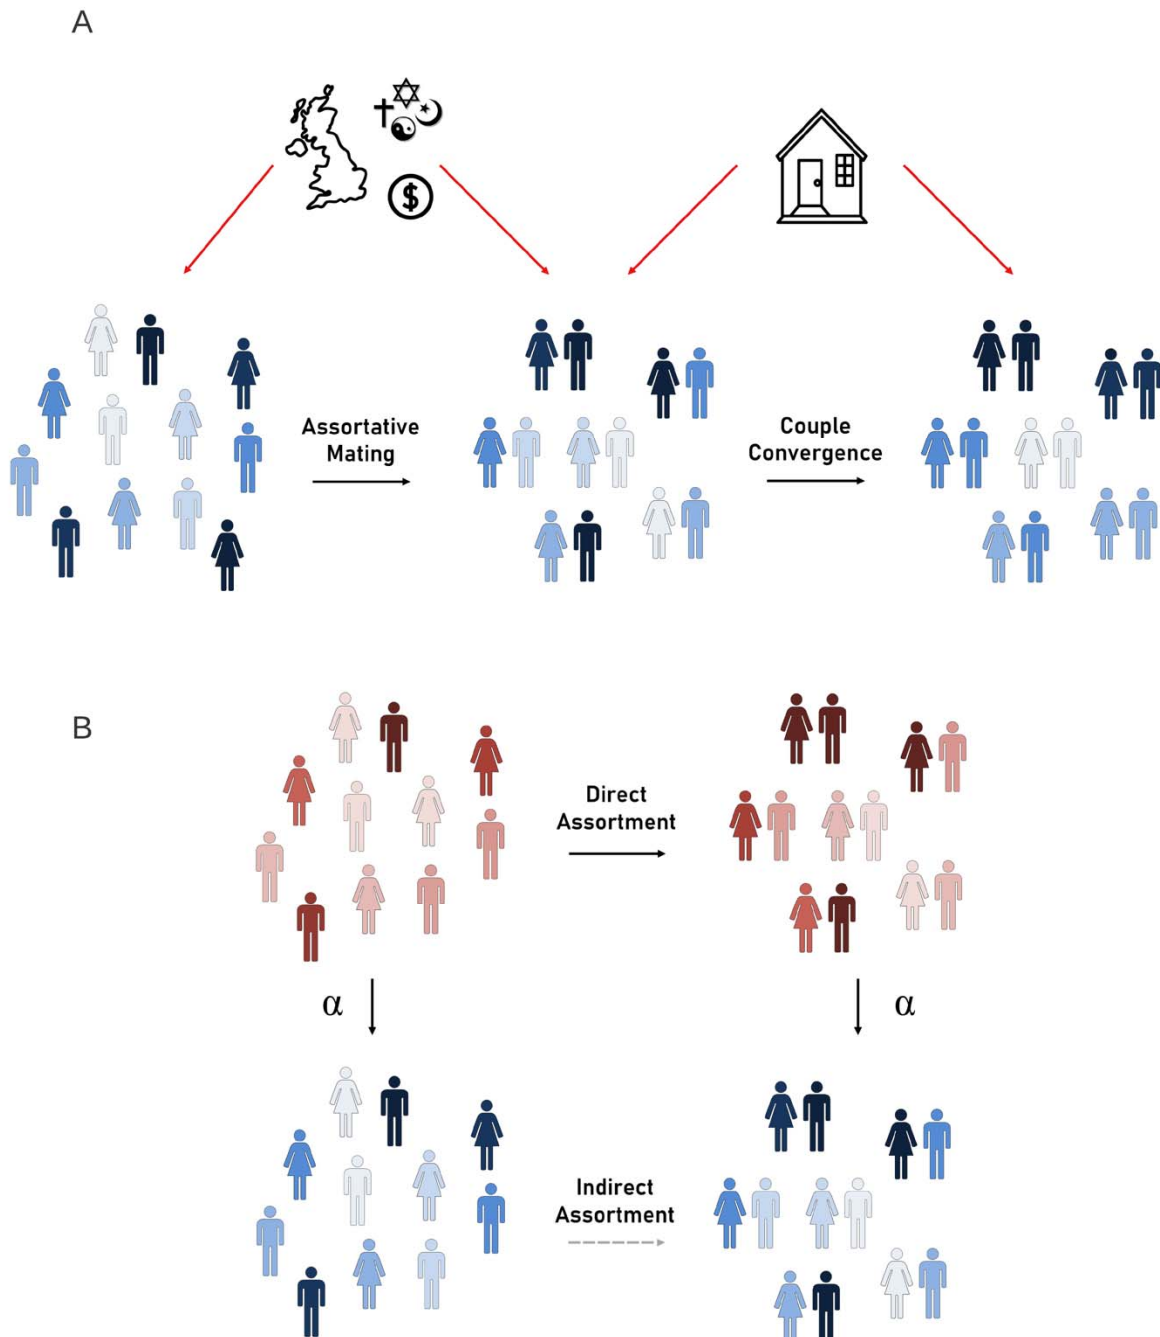 A
$
Assortative
Mating
Couple
Convergence
B
Direct
Assortment
α
α
Indirect
Assortment